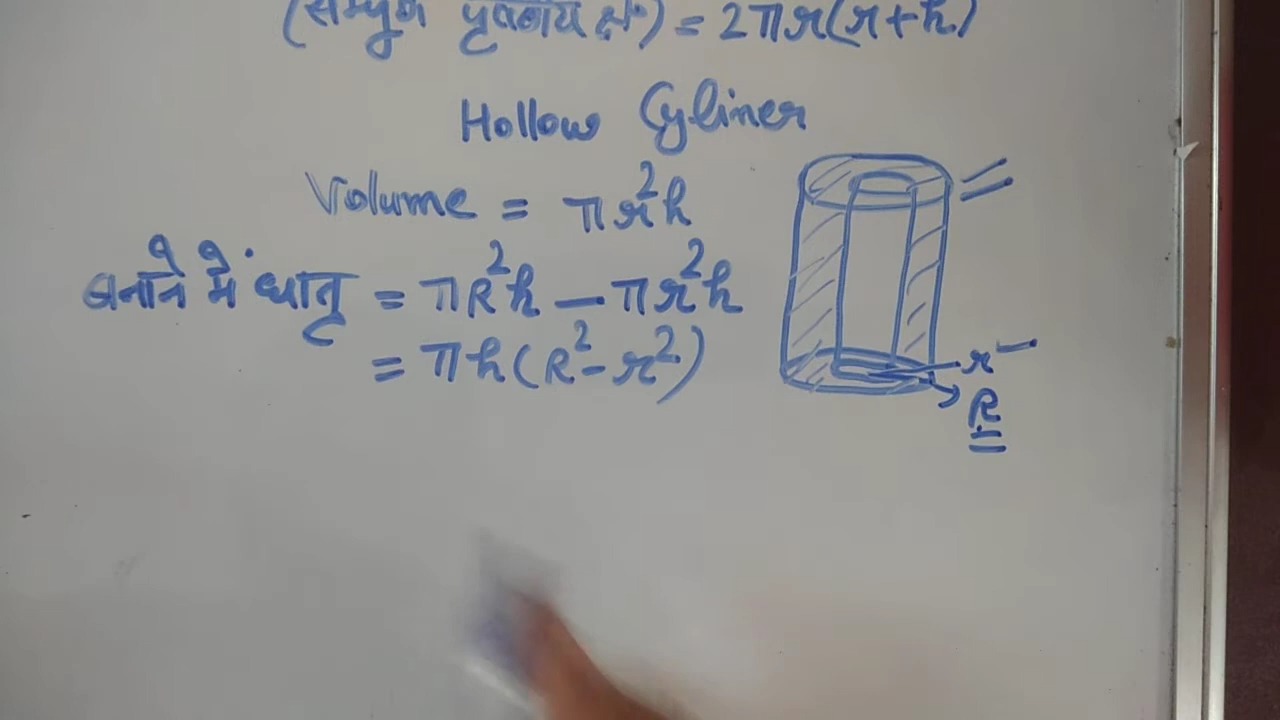 (सम्पूर्ण पृष्ठीय क्षे०) = 2πr(r+h)
Hollow Cyliner
Volume = πr²h
बनाने में धातु = πR²h - πr²h
= πh(R²-r²)
r
R